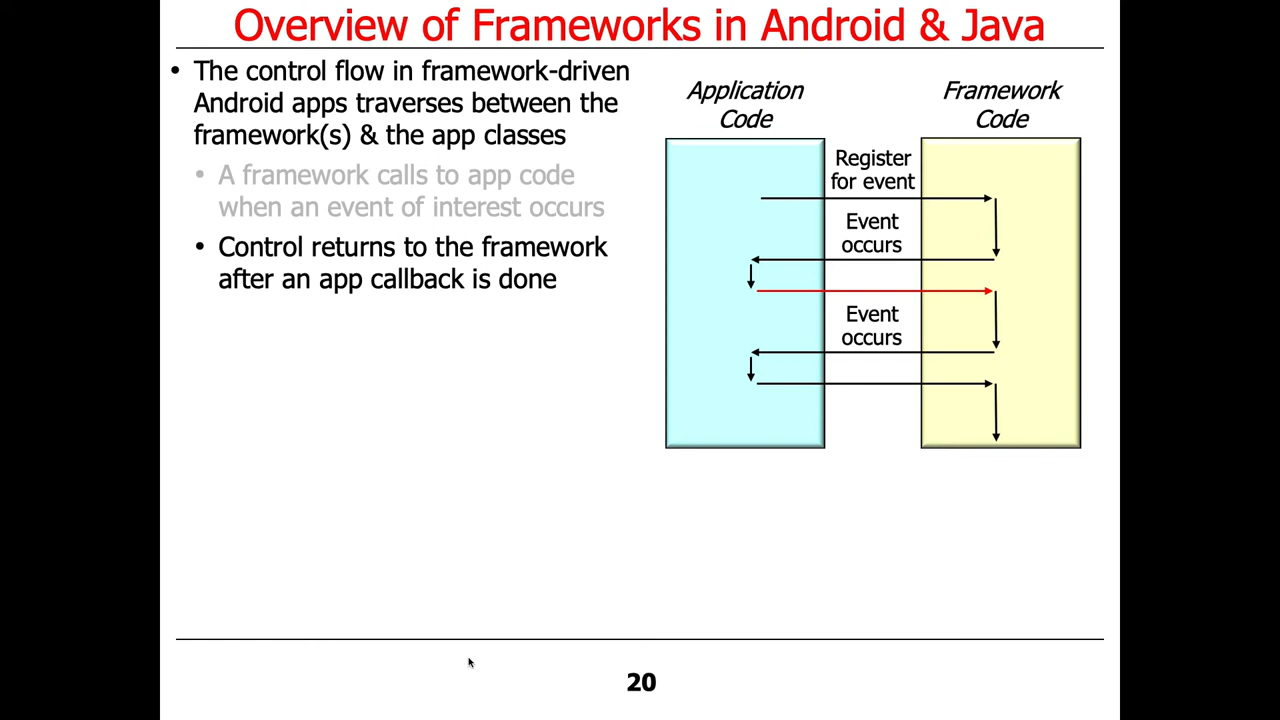 Overview of Frameworks in Android & Java
• The control flow in framework-driven
Android apps traverses between the
framework(s) & the app classes
• A framework calls to app code
when an event of interest occurs
• Control returns to the framework
after an app callback is done
Application
Code
Framework
Code
Register
for event
Event
occurs
Event
occurs
20